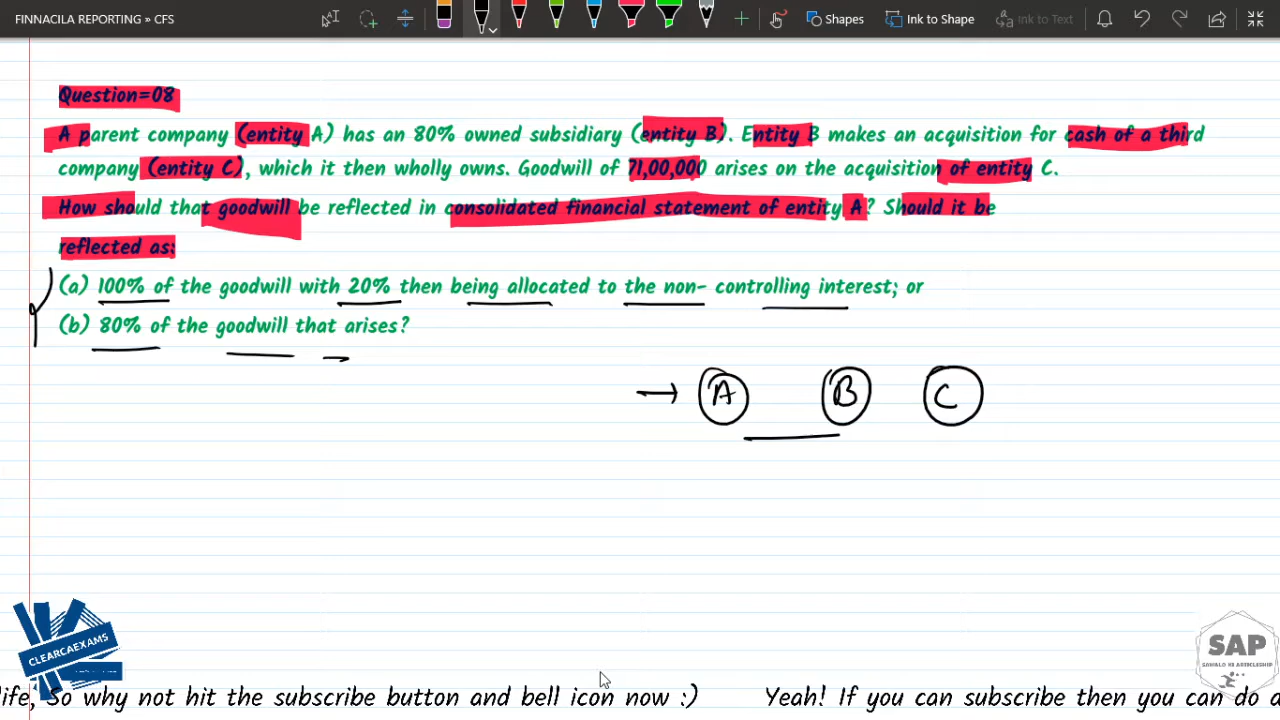 FINNACILA REPORTING » CFS
Shapes
Ink to Shape
Ink to Text
Question=08
A parent company (entity A) has an 80% owned subsidiary (entity B). Entity B makes an acquisition for cash of a third
company (entity C), which it then wholly owns. Goodwill of 71,00,000 arises on the acquisition of entity C.
How should that goodwill be reflected in consolidated financial statement of entity A? Should it be
reflected as:
(a) 100% of the goodwill with 20% then being allocated to the non- controlling interest; or
(b) 80% of the goodwill that arises?
→ A B C
CLEARCAEXAMS
SAP
SAWALO KE ARTICLESHIP
life, So why not hit the subscribe button and bell icon now :) Yeah! If you can subscribe then you can do a